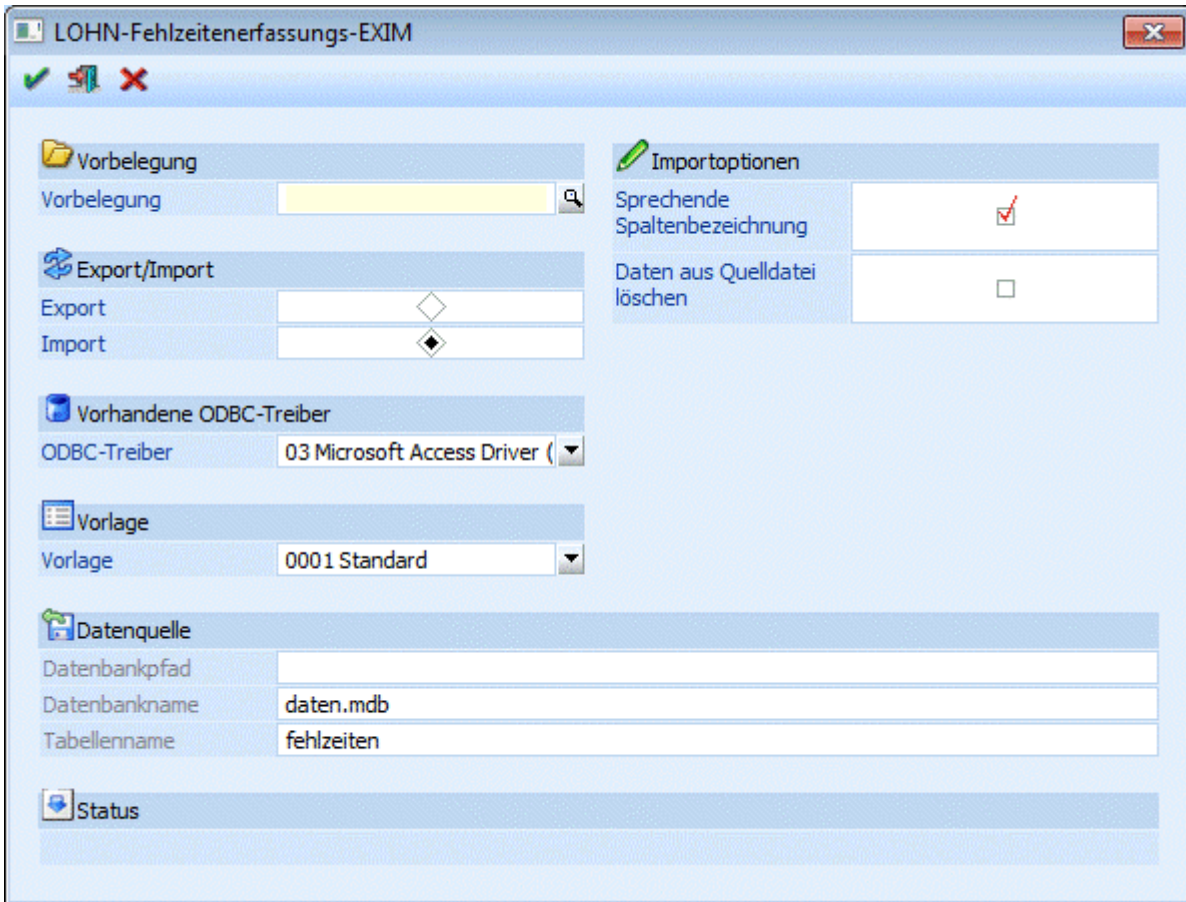 LOHN-Fehlzeitenerfassungs-EXIM
Vorbelegung
Vorbelegung
Export/Import
Export
Import
Vorhandene ODBC-Treiber
ODBC-Treiber
03 Microsoft Access Driver (
Vorlage
Vorlage
0001 Standard
Importoptionen
Sprechende
Spaltenbezeichnung
Daten aus Quelldatei
löschen
Datenquelle
Datenbankpfad
Datenbankname
daten.mdb
Tabellenname
fehlzeiten
Status